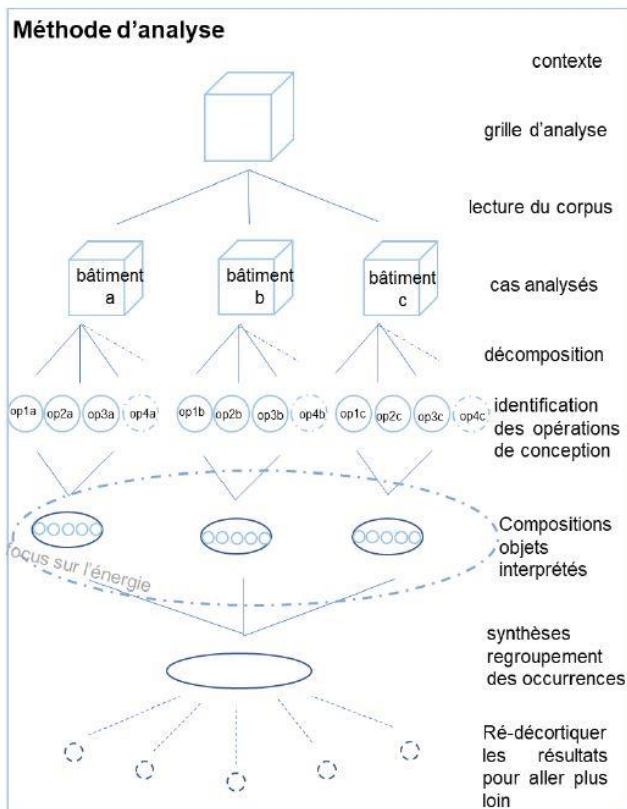 Méthode d'analyse
contexte
grille d'analyse
lecture du corpus
bâtiment
a
bâtiment
b
bâtiment
c
cas analysés
décomposition
op1a
op2a
op3a
op4a
op1b
op2b
op3b
op4b
op1c
op2c
op3c
op4c
identification
des opérations
de conception
Compositions
objets
interprétés
focus sur l'énergie
synthèses
regroupement
des occurrences
Ré-décortiquer
les résultats
pour aller plus
loin